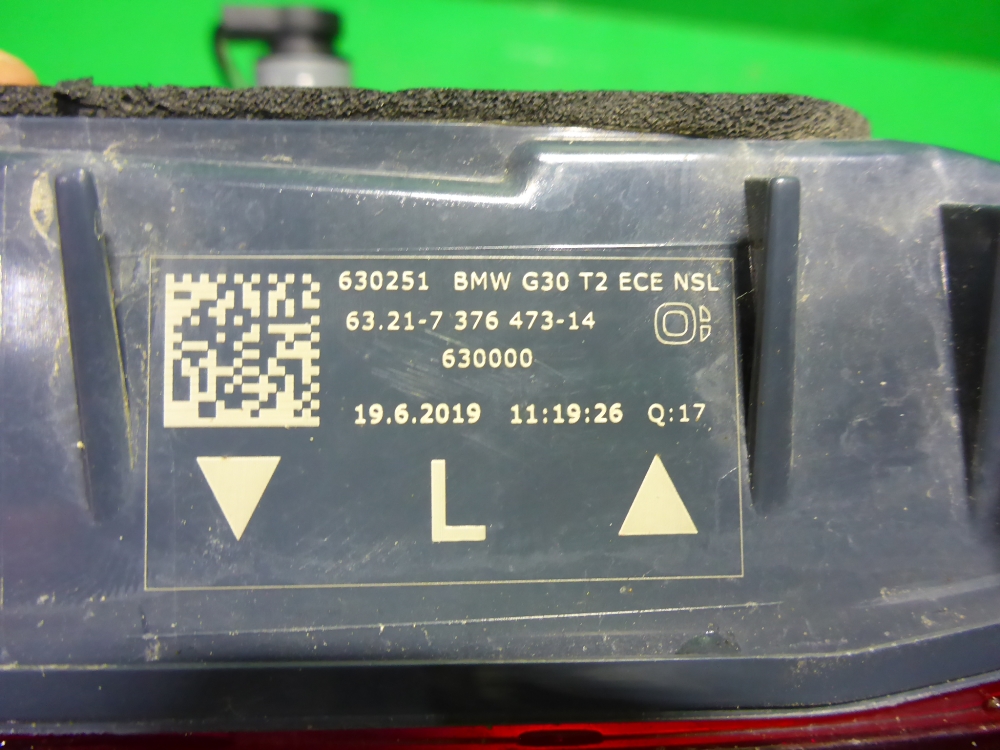 630251 BMW G30 T2 ECE NSL
63.21-7 376 473-14
630000
19.6.2019 11:19:26 Q:17
L